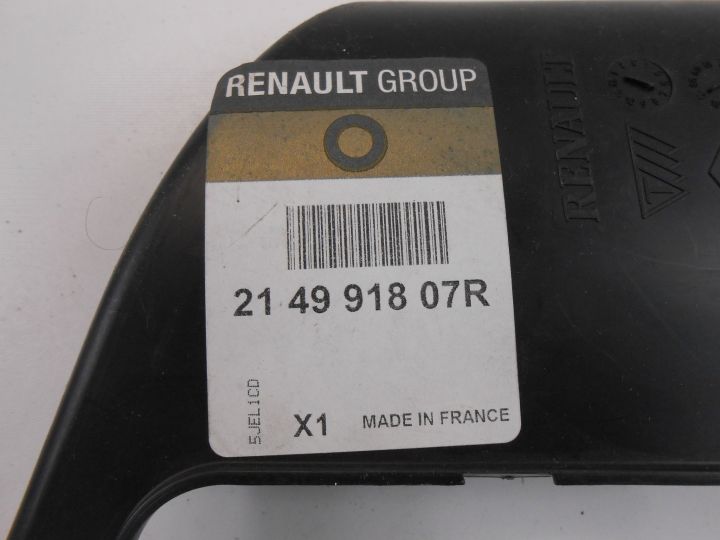 RENAULT GROUP
21 49 918 07R
5JEL1CD
X1 MADE IN FRANCE
RENAULT